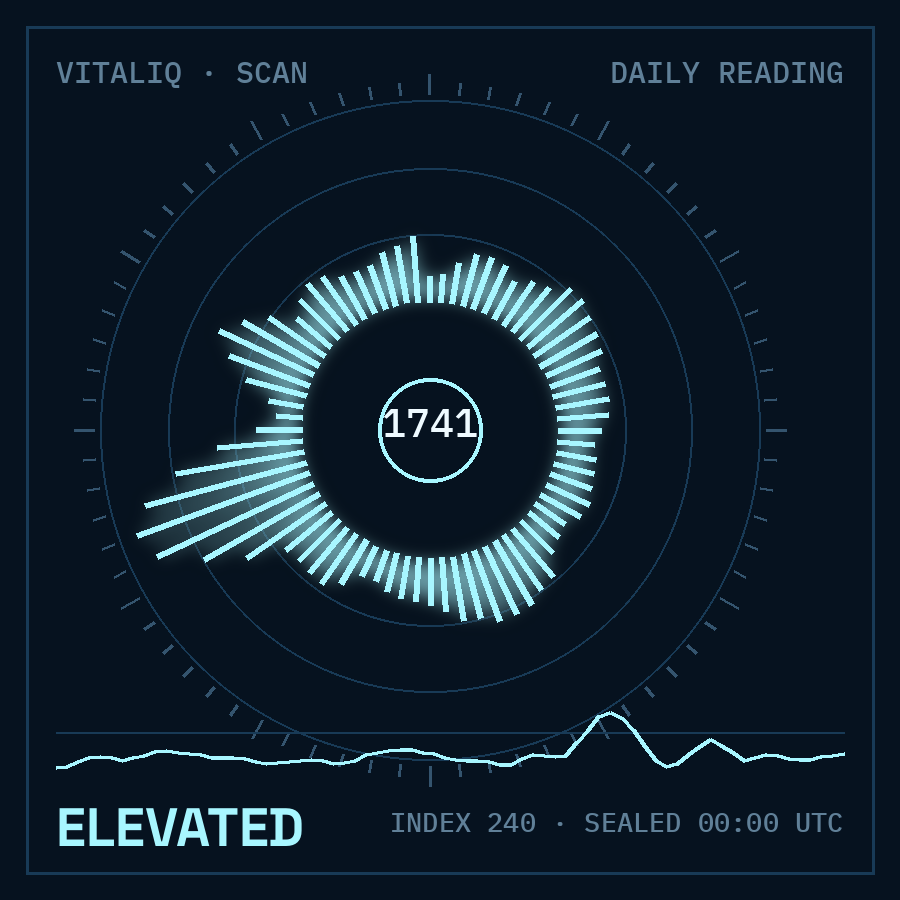 VITALIQ · SCAN
DAILY READING
1741
ELEVATED
INDEX 240 · SEALED 00:00 UTC